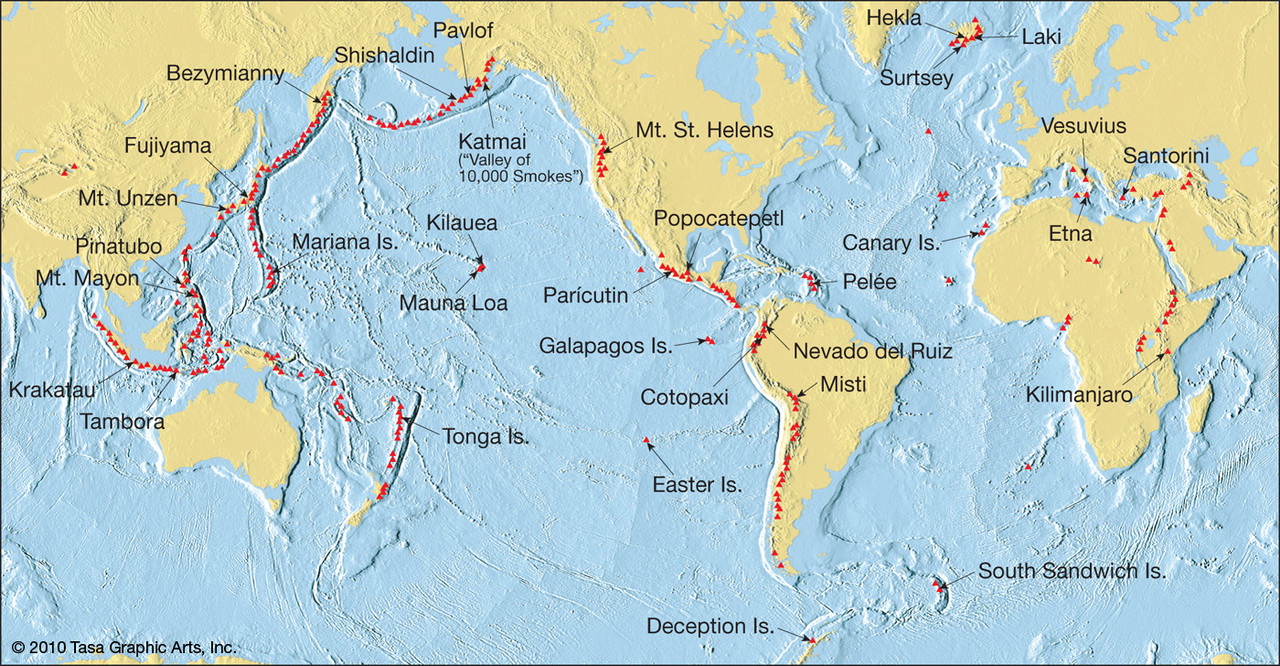 Hekla
Laki
Surtsey
Pavlof
Shishaldin
Bezymianny
Katmai
("Valley of
10,000 Smokes")
Mt. St. Helens
Vesuvius
Santorini
Fujiyama
Mt. Unzen
Etna
Canary Is.
Popocatepetl
Kilauea
Mariana Is.
Pinatubo
Mt. Mayon
Mauna Loa
Parícutin
Pelée
Galapagos Is.
Nevado del Ruiz
Cotopaxi
Misti
Kilimanjaro
Krakatau
Tambora
Tonga Is.
Easter Is.
South Sandwich Is.
Deception Is.
© 2010 Tasa Graphic Arts, Inc.